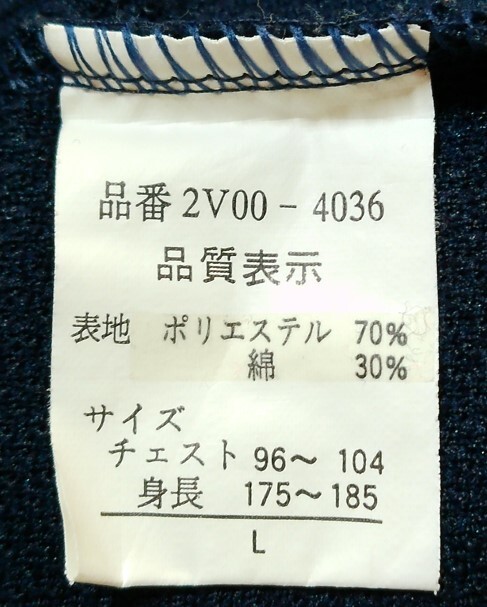 品番 2V00 - 4036
品質表示
表地 ポリエステル 70%
綿 30%
サイズ
チェスト 96～ 104
身長 175～185
L